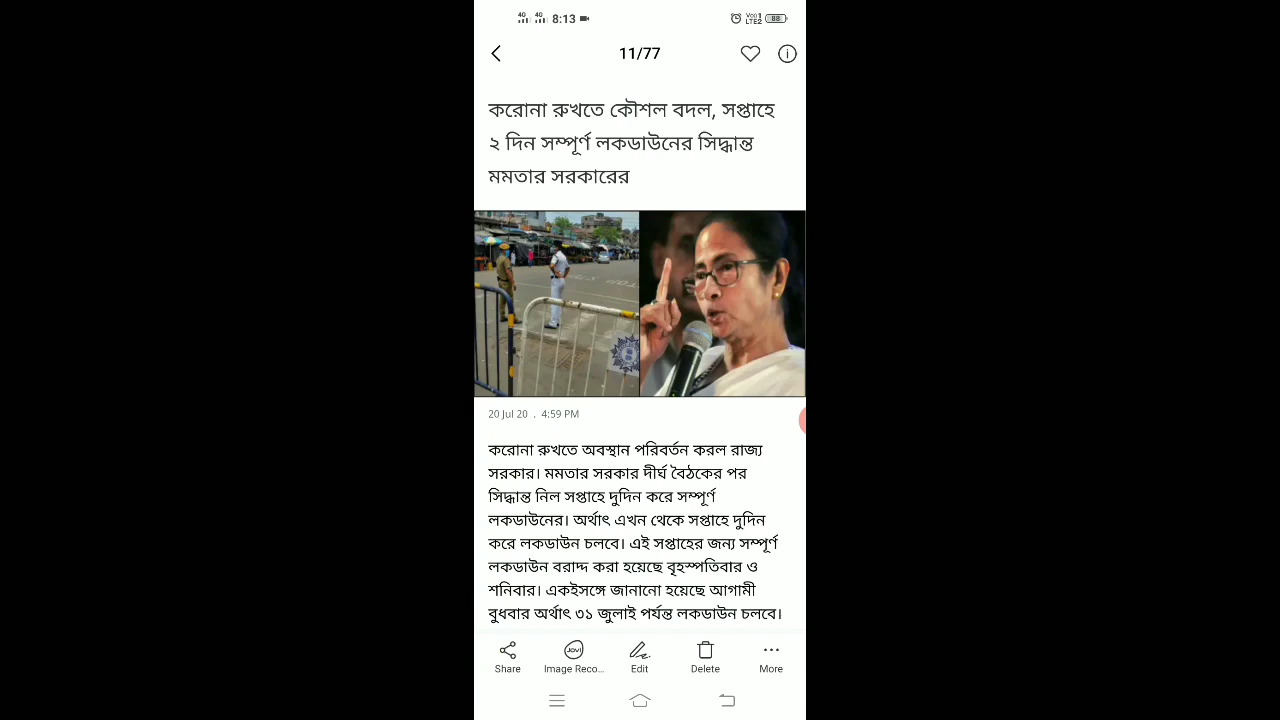 4G 4G 8:13 VoD1 LTE2 88
11/77
করোনা রুখতে কৌশল বদল, সপ্তাহে
২ দিন সম্পূর্ণ লকডাউনের সিদ্ধান্ত
মমতার সরকারের
20 Jul 20 . 4:59 PM
করোনা রুখতে অবস্থান পরিবর্তন করল রাজ্য
সরকার। মমতার সরকার দীর্ঘ বৈঠকের পর
সিদ্ধান্ত নিল সপ্তাহে দুদিন করে সম্পূর্ণ
লকডাউনের। অর্থাৎ এখন থেকে সপ্তাহে দুদিন
করে লকডাউন চলবে। এই সপ্তাহের জন্য সম্পূর্ণ
লকডাউন বরাদ্দ করা হয়েছে বৃহস্পতিবার ও
শনিবার। একইসঙ্গে জানানো হয়েছে আগামী
বুধবার অর্থাৎ ৩১ জুলাই পর্যন্ত লকডাউন চলবে।
Share Image Reco... Edit Delete More